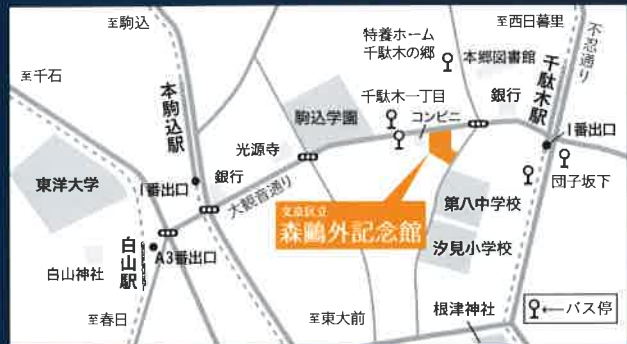 至駒込
至西日暮里
不忍通り
特養ホーム
千駄木の郷
本郷図書館
至千石
本駒込駅
千駄木駅
千駄木一丁目
銀行
コンビニ
駒込学園
1番出口
光源寺
東洋大学
1番出口
銀行
大観音通り
団子坂下
第八中学校
文京区立
森鷗外記念館
汐見小学校
白山駅
A3番出口
白山神社
至春日
至東大前
根津神社
←バス停